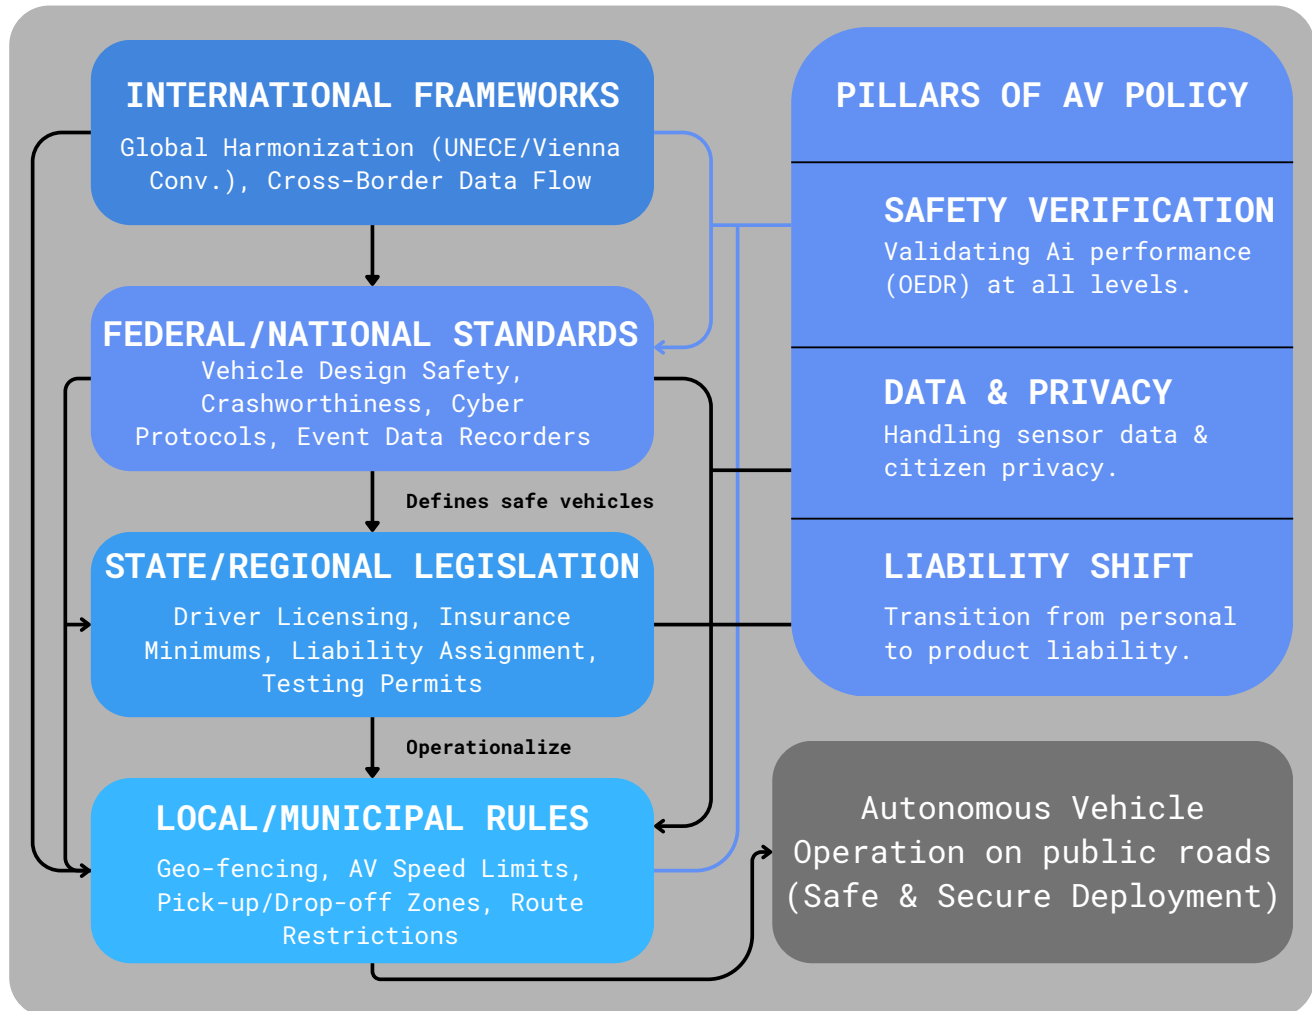 INTERNATIONAL FRAMEWORKS
Global Harmonization (UNECE/Vienna
Conv.), Cross-Border Data Flow
FEDERAL/NATIONAL STANDARDS
Vehicle Design Safety,
Crashworthiness, Cyber
Protocols, Event Data Recorders
Defines safe vehicles
STATE/REGIONAL LEGISLATION
Driver Licensing, Insurance
Minimums, Liability Assignment,
Testing Permits
Operationalize
LOCAL/MUNICIPAL RULES
Geo-fencing, AV Speed Limits,
Pick-up/Drop-off Zones, Route
Restrictions
PILLARS OF AV POLICY
SAFETY VERIFICATION
Validating Ai performance
(OEDR) at all levels.
DATA & PRIVACY
Handling sensor data &
citizen privacy.
LIABILITY SHIFT
Transition from personal
to product liability.
Autonomous Vehicle
Operation on public roads
(Safe & Secure Deployment)